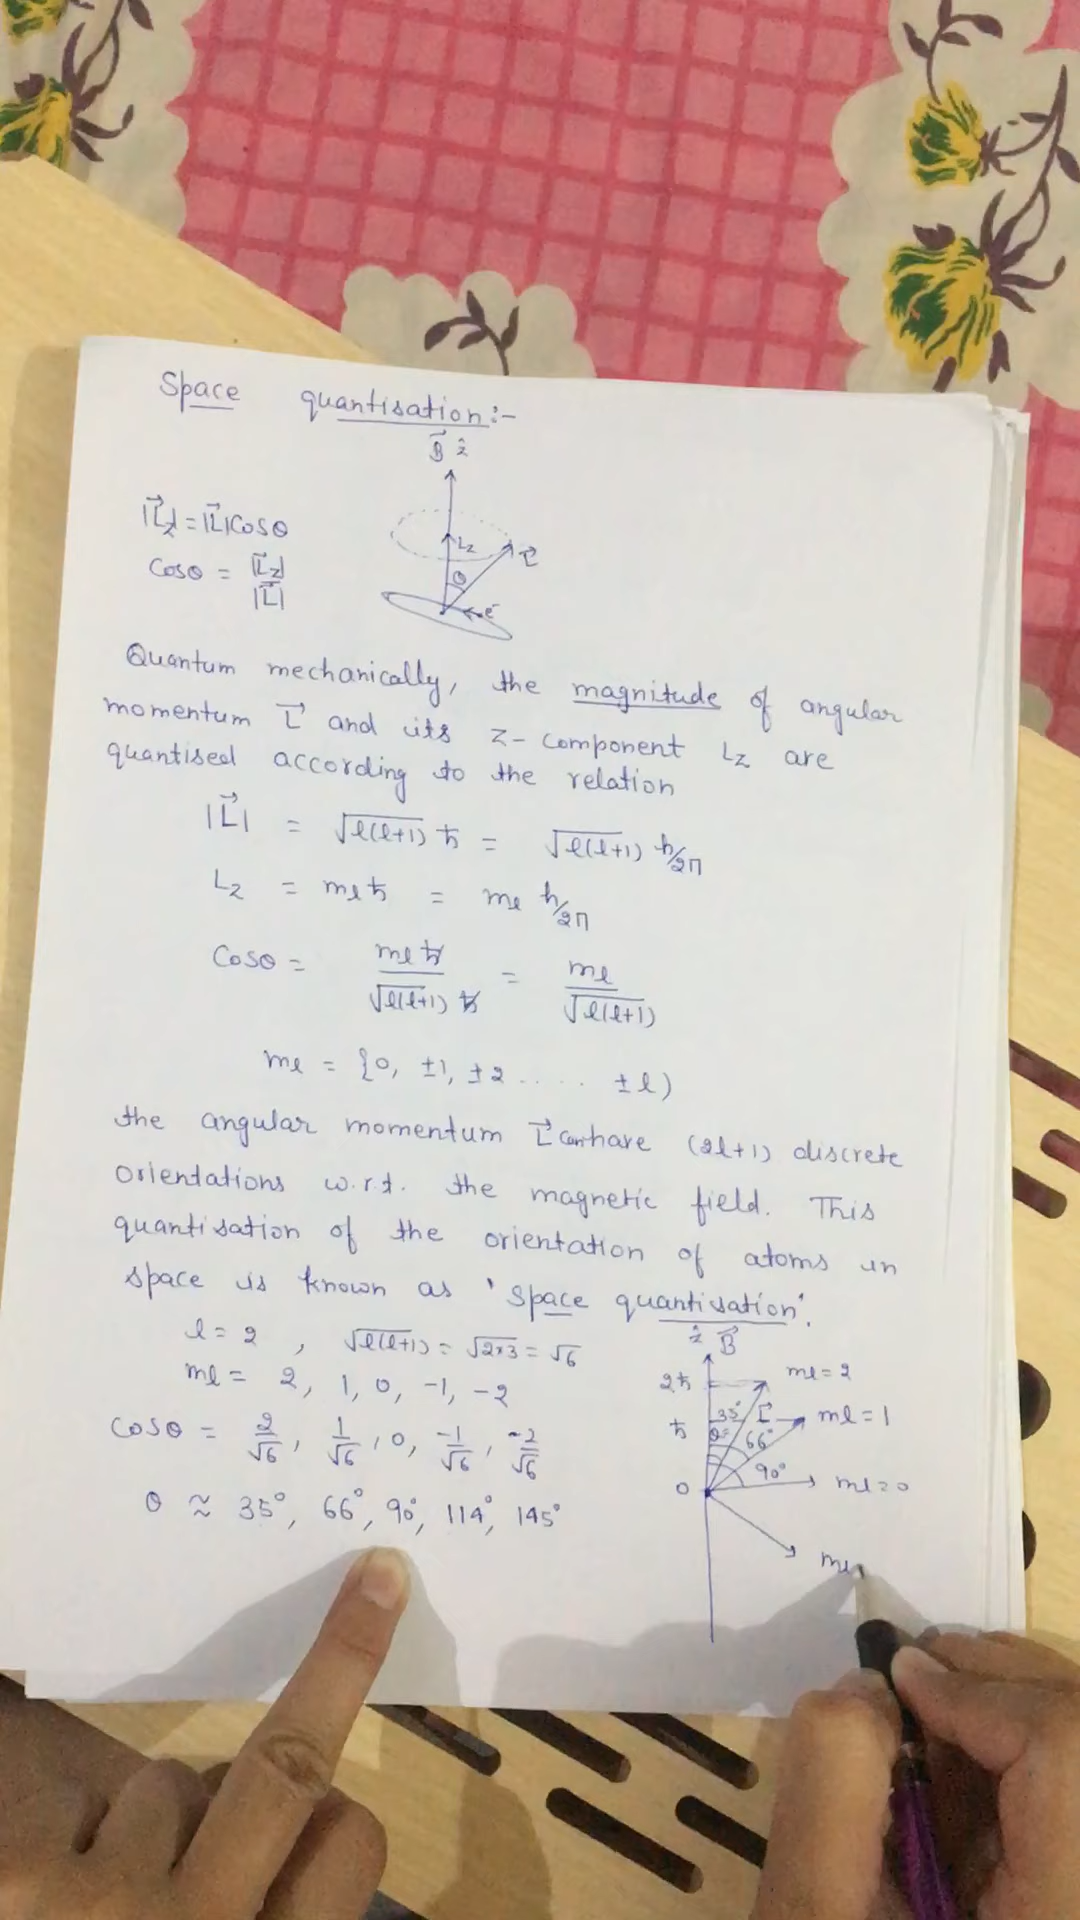 Space quantisation:-
B⃗ ẑ
|L⃗z| = |L⃗|Cosθ
Cosθ = |L⃗z| / |L⃗|
Lz
L⃗
θ
e⁻
Quantum mechanically, the magnitude of angular
momentum L⃗ and its z-component Lz are
quantised according to the relation
|L⃗| = √l(l+1) ħ = √l(l+1) h/2π
Lz = mlħ = ml h/2π
Cosθ = mlħ / √l(l+1) ħ = ml / √l(l+1)
ml = {0, ±1, ±2 ..... ±l)
the angular momentum L⃗ can have (2l+1) discrete
orientations w.r.t. the magnetic field. This
quantisation of the orientation of atoms in
space is known as 'Space quantisation'.
l = 2 , √l(l+1) = √2×3 = √6
ml = 2, 1, 0, -1, -2
Cosθ = 2/√6, 1/√6, 0, -1/√6, -2/√6
θ ≈ 35°, 66°, 90°, 114°, 145°
ẑ B⃗
2ħ ml = 2
ħ 35° L⃗ ml = 1
θ= 66°
90°
0 ml = 0
ml